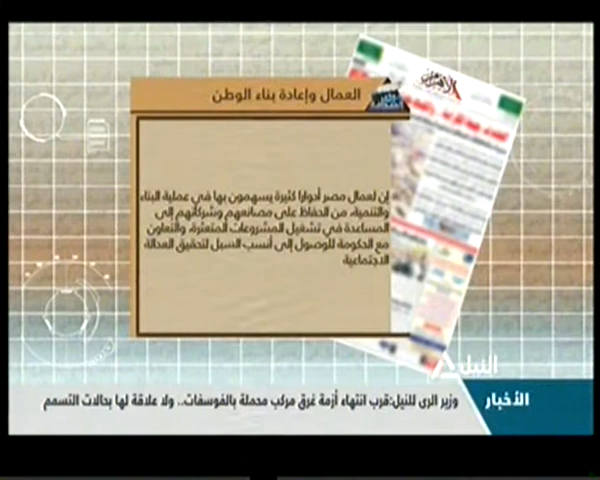 العمال وإعادة بناء الوطن
إن لعمال مصر أدوارا كثيرة يسهمون بها في عملية البناء
والتنمية، من الحفاظ على مصانعهم وشركاتهم إلى
المساعدة في تشغيل المشروعات المتعثرة، والتعاون
مع الحكومة للوصول إلى أنسب السبل لتحقيق العدالة
الاجتماعية
النيل
الأخبار
وزير الرى للنيل:قرب انتهاء أزمة غرق مركب محملة بالفوسفات.. ولا علاقة لها بحالات التسمم